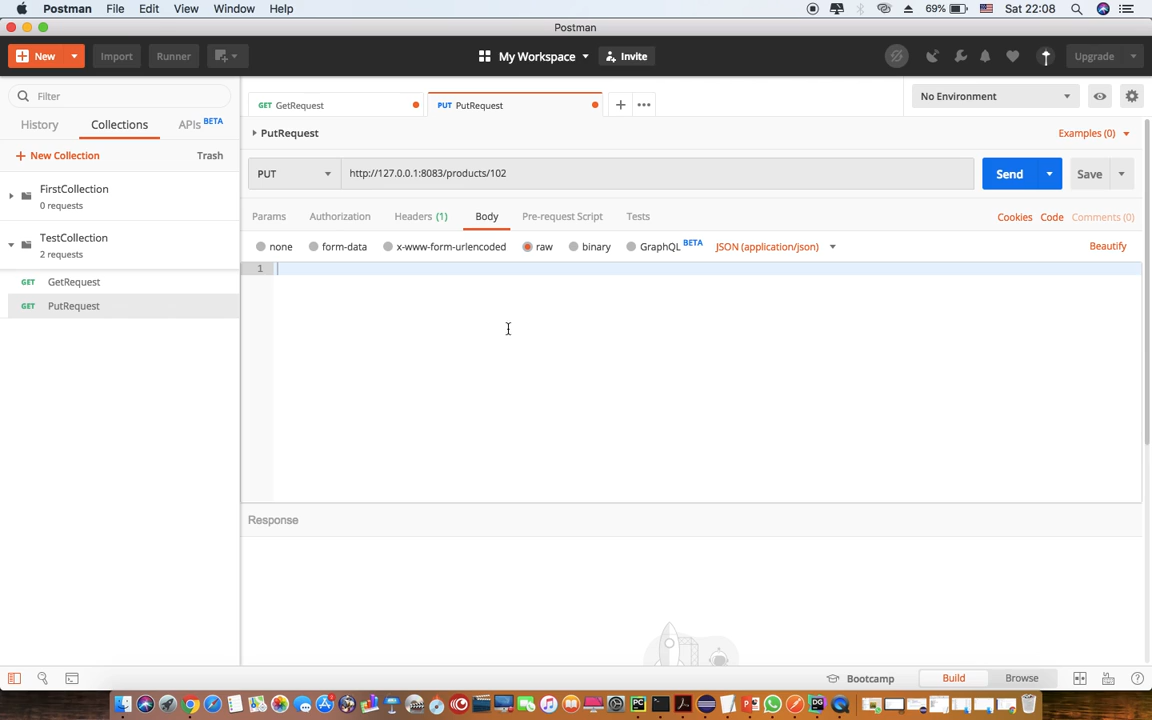 Postman File Edit View Window Help 69% Sat 22:08
Postman
New Import Runner My Workspace Invite Upgrade
Filter
GET GetRequest PUT PutRequest No Environment
History Collections APIs BETA
PutRequest Examples (0)
New Collection Trash
PUT http://127.0.0.1:8083/products/102 Send Save
FirstCollection
0 requests
Params Authorization Headers (1) Body Pre-request Script Tests Cookies Code Comments (0)
TestCollection
2 requests
none form-data x-www-form-urlencoded raw binary GraphQL BETA JSON (application/json) Beautify
1
GET GetRequest
GET PutRequest
Response
Bootcamp Build Browse